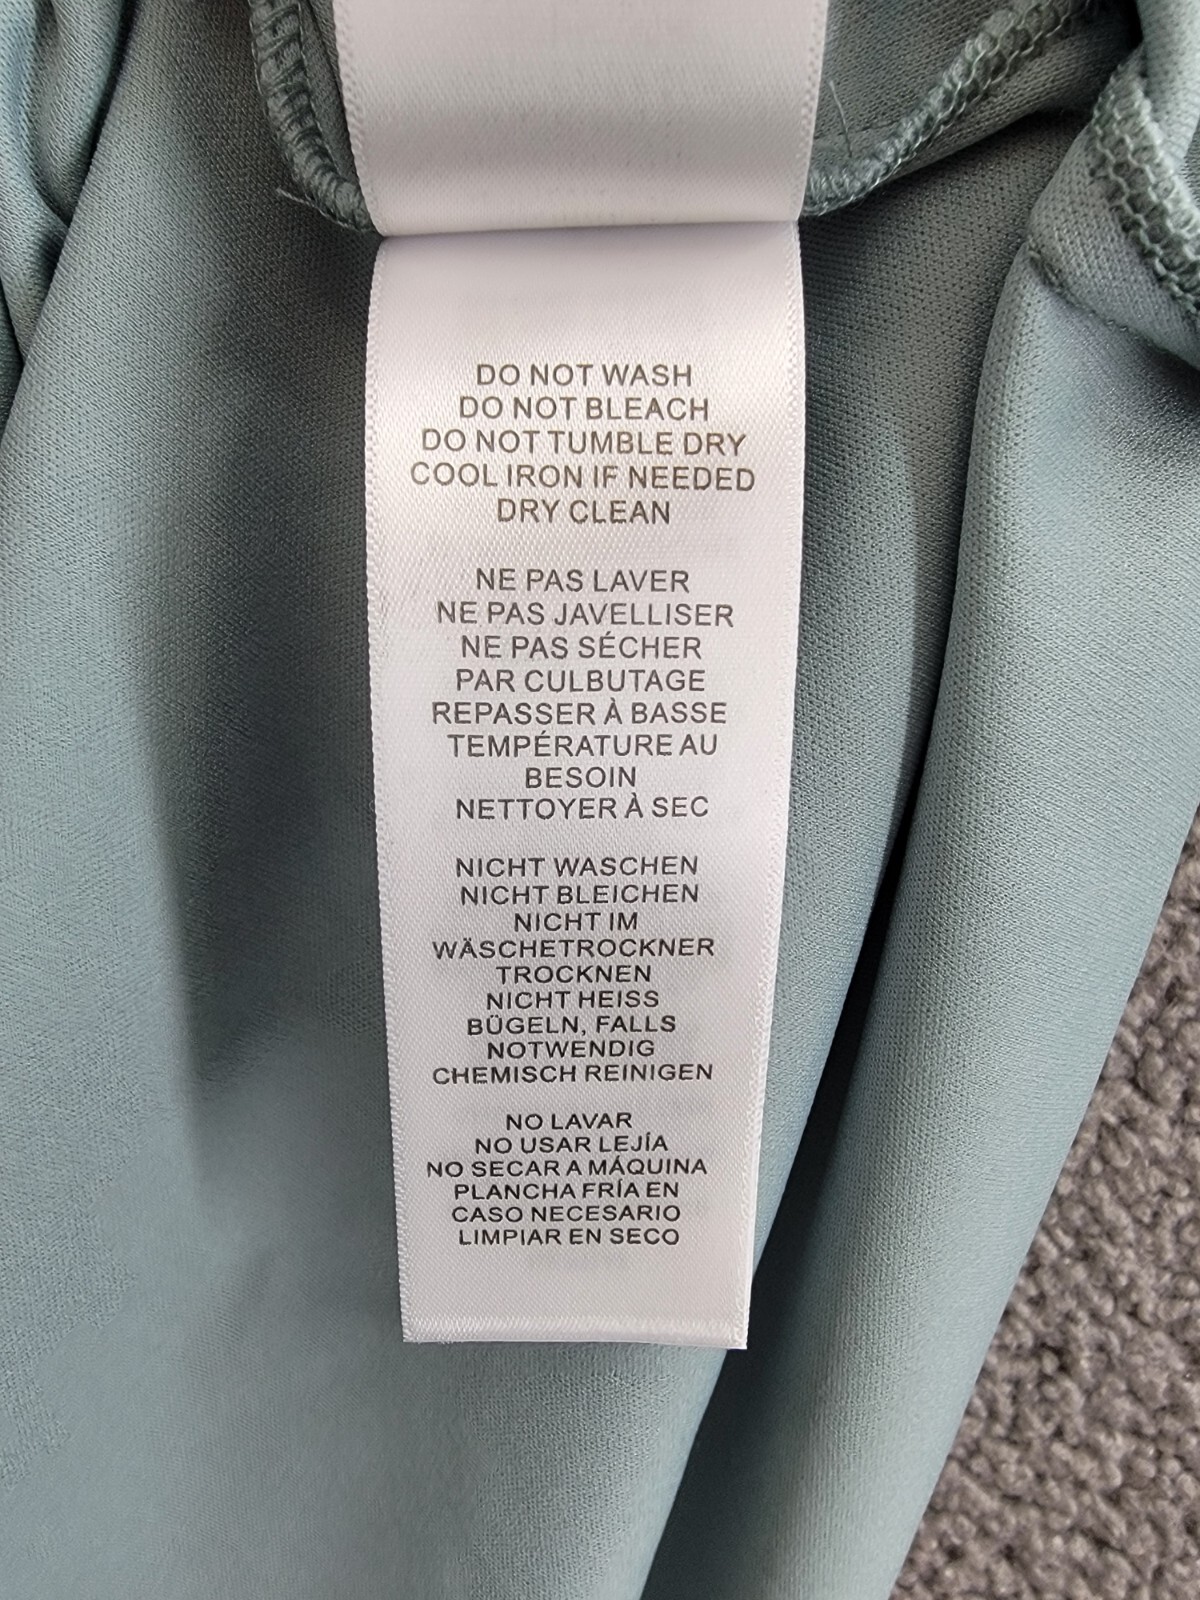 DO NOT WASH
DO NOT BLEACH
DO NOT TUMBLE DRY
COOL IRON IF NEEDED
DRY CLEAN
NE PAS LAVER
NE PAS JAVELLISER
NE PAS SÉCHER
PAR CULBUTAGE
REPASSER À BASSE
TEMPÉRATURE AU
BESOIN
NETTOYER À SEC
NICHT WASCHEN
NICHT BLEICHEN
NICHT IM
WÄSCHETROCKNER
TROCKNEN
NICHT HEISS
BÜGELN, FALLS
NOTWENDIG
CHEMISCH REINIGEN
NO LAVAR
NO USAR LEJÍA
NO SECAR A MÁQUINA
PLANCHA FRÍA EN
CASO NECESARIO
LIMPIAR EN SECO